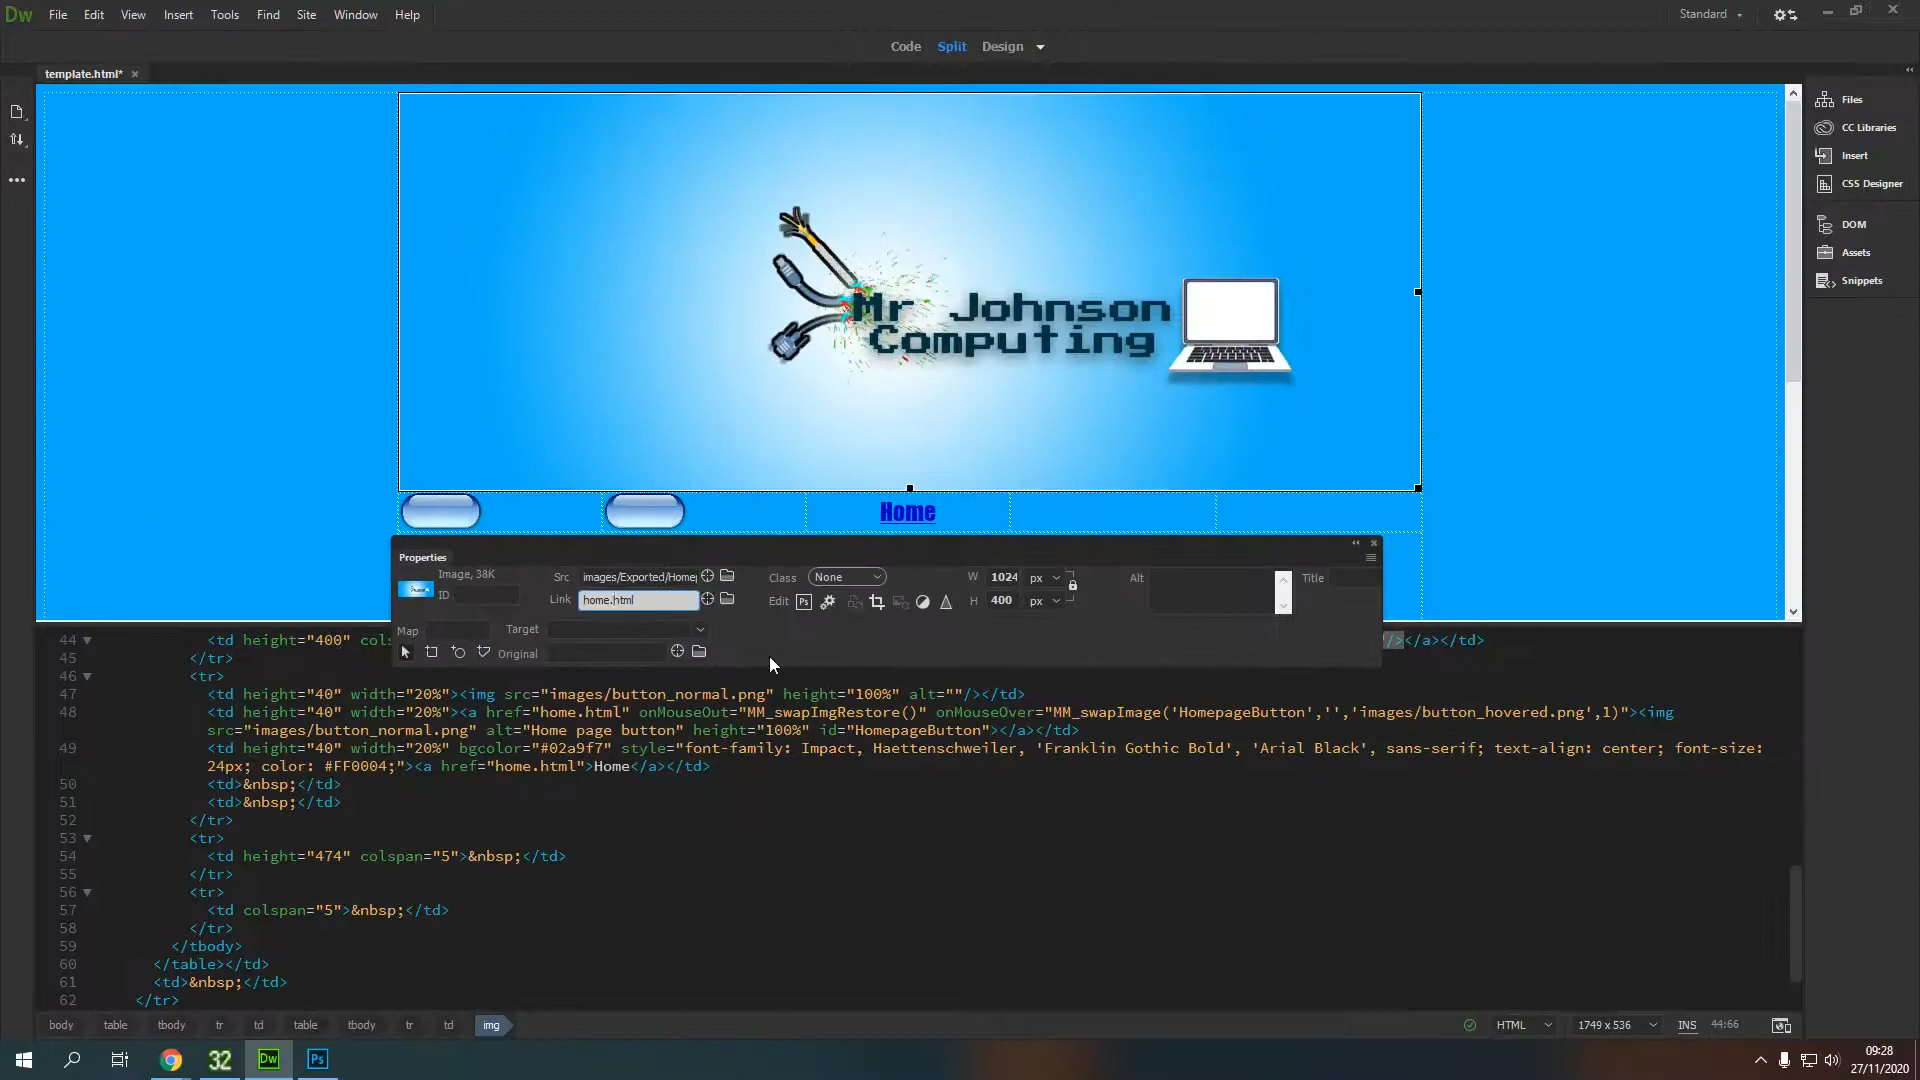 Dw File Edit View Insert Tools Find Site Window Help Standard
Code Split Design
template.html* ×
Files
CC Libraries
Insert
CSS Designer
DOM
Assets
Snippets
Mr Johnson
Computing
Home
Properties
Image, 38K Src images/Exported/Home Class None W 1024 px Alt Title
ID Link home.html Edit Ps H 400 px
Map Target
Original
44 <td height="400" cols /></a></td>
45 </tr>
46 <tr>
47 <td height="40" width="20%"><img src="images/button_normal.png" height="100%" alt=""/></td>
48 <td height="40" width="20%"><a href="home.html" onMouseOut="MM_swapImgRestore()" onMouseOver="MM_swapImage('HomepageButton','','images/button_hovered.png',1)"><img
src="images/button_normal.png" alt="Home page button" height="100%" id="HomepageButton"></a></td>
49 <td height="40" width="20%" bgcolor="#02a9f7" style="font-family: Impact, Haettenschweiler, 'Franklin Gothic Bold', 'Arial Black', sans-serif; text-align: center; font-size:
24px; color: #FF0004;"><a href="home.html">Home</a></td>
50 <td>&nbsp;</td>
51 <td>&nbsp;</td>
52 </tr>
53 <tr>
54 <td height="474" colspan="5">&nbsp;</td>
55 </tr>
56 <tr>
57 <td colspan="5">&nbsp;</td>
58 </tr>
59 </tbody>
60 </table></td>
61 <td>&nbsp;</td>
62 </tr>
body table tbody tr td table tbody tr td img HTML 1749 x 536 INS 44:66
32 Dw Ps 09:28
27/11/2020